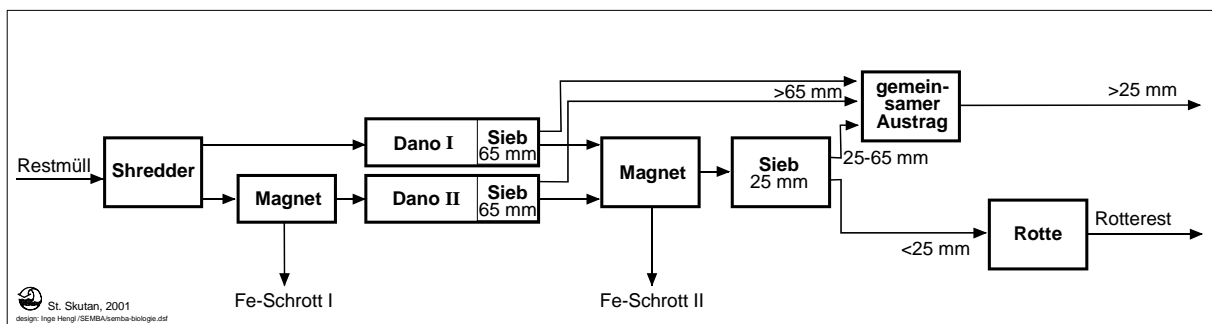 Restmüll
Shredder
Magnet
Fe-Schrott I
Dano I
Sieb
65 mm
Dano II
Sieb
65 mm
>65 mm
Magnet
Fe-Schrott II
Sieb
25 mm
25-65 mm
<25 mm
gemein-
samer
Austrag
>25 mm
Rotte
Rotterest
St. Skutan, 2001
design: Inge Hengl /SEMBA/semba-biologie.dsf